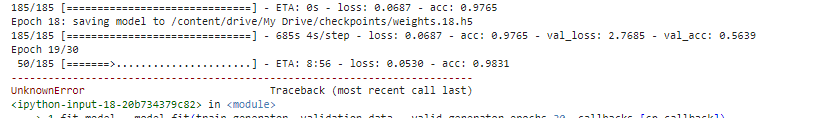 185/185 [==============================] - ETA: 0s - loss: 0.0687 - acc: 0.9765
Epoch 18: saving model to /content/drive/My Drive/checkpoints/weights.18.h5
185/185 [==============================] - 685s 4s/step - loss: 0.0687 - acc: 0.9765 - val_loss: 2.7685 - val_acc: 0.5639
Epoch 19/30
50/185 [=======>......................] - ETA: 8:56 - loss: 0.0530 - acc: 0.9831
---------------------------------------------------------------------------
UnknownError Traceback (most recent call last)
<ipython-input-18-20b734379c82> in <module>